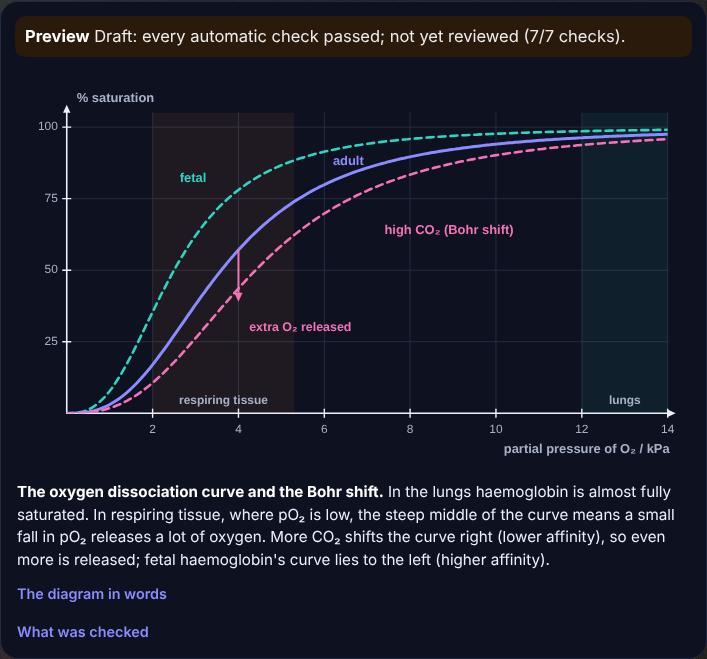 Preview Draft: every automatic check passed; not yet reviewed (7/7 checks).
% saturation
100
75
50
25
fetal
adult
high CO₂ (Bohr shift)
extra O₂ released
respiring tissue
lungs
2 4 6 8 10 12 14
partial pressure of O₂ / kPa
The oxygen dissociation curve and the Bohr shift. In the lungs haemoglobin is almost fully
saturated. In respiring tissue, where pO₂ is low, the steep middle of the curve means a small
fall in pO₂ releases a lot of oxygen. More CO₂ shifts the curve right (lower affinity), so even
more is released; fetal haemoglobin's curve lies to the left (higher affinity).
The diagram in words
What was checked